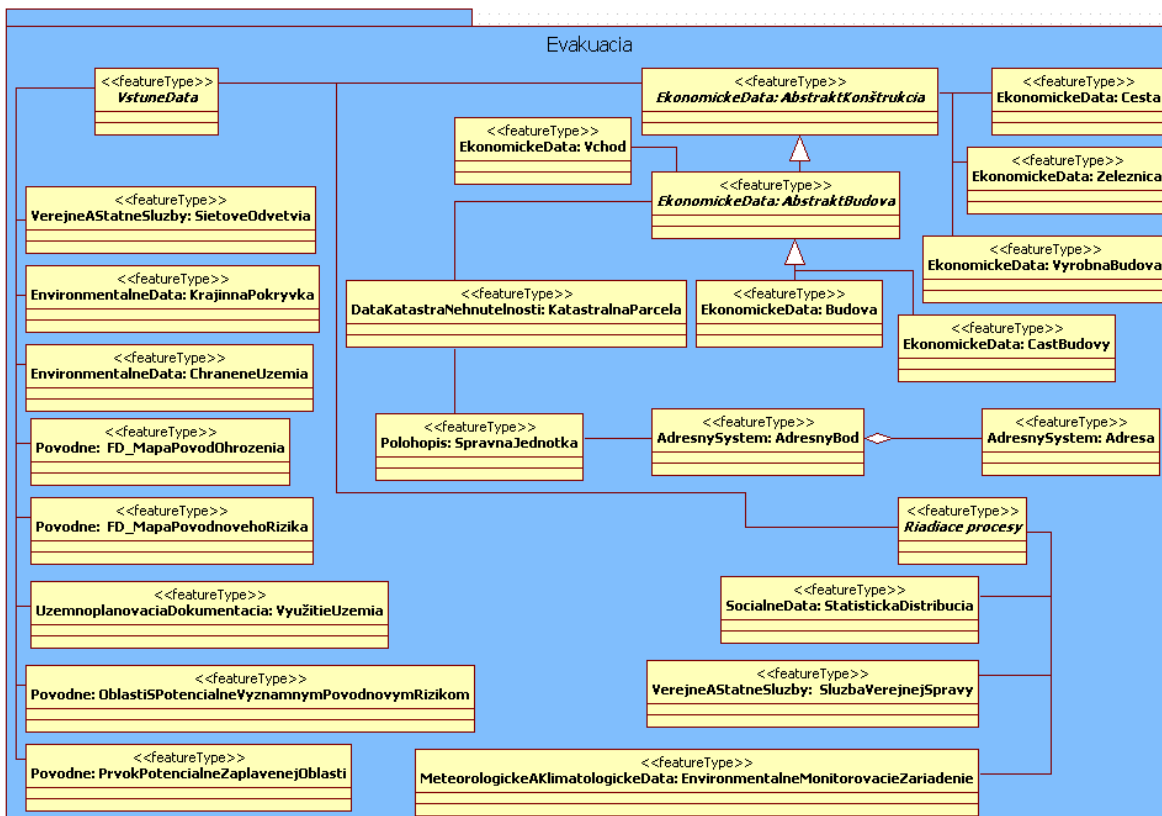 Evakuacia
<<featureType>>
VstuneData
<<featureType>>
EkonomickeData: AbstraktKonštrukcia
<<featureType>>
EkonomickeData: Cesta
<<featureType>>
EkonomickeData: Vchod
<<featureType>>
EkonomickeData: Zeleznica
<<featureType>>
EkonomickeData: AbstraktBudova
<<featureType>>
VerejneAStatneSluzby: SietoveOdvetvia
<<featureType>>
EkonomickeData: VyrobnaBudova
<<featureType>>
EnvironmentalneData: KrajinnaPokryvka
<<featureType>>
DataKatastraNehnutelnosti: KatastralnaParcela
<<featureType>>
EkonomickeData: Budova
<<featureType>>
EkonomickeData: CastBudovy
<<featureType>>
EnvironmentalneData: ChraneneUzemia
<<featureType>>
Povodne: FD_MapaPovodOhrozenia
<<featureType>>
Polohopis: SpravnaJednotka
<<featureType>>
AdresnySystem: AdresnyBod
<<featureType>>
AdresnySystem: Adresa
<<featureType>>
Povodne: FD_MapaPovodnovehoRizika
<<featureType>>
Riadiace procesy
<<featureType>>
UzemnoplanovaciaDokumentacia: VyužitieUzemia
<<featureType>>
SocialneData: StatistickaDistribucia
<<featureType>>
Povodne: OblastiSPotencialneVyznamnymPovodnovymRizikom
<<featureType>>
VerejneAStatneSluzby: SluzbaVerejnejSpravy
<<featureType>>
Povodne: PrvokPotencialneZaplavenejOblasti
<<featureType>>
MeteorologickeAKlimatologickeData: EnvironmentalneMonitorovacieZariadenie